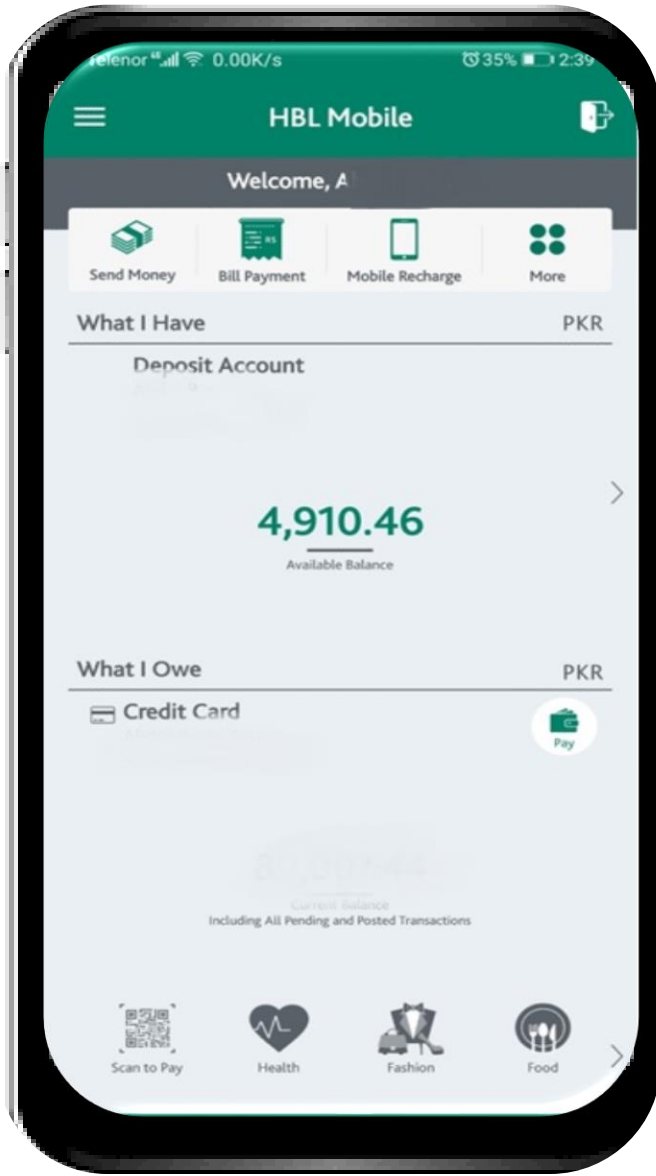 Telenor 0.00K/s 35% 2:39
HBL Mobile
Welcome, A
Send Money Bill Payment Mobile Recharge More
RS
What I Have PKR
Deposit Account
4,910.46
Available Balance
What I Owe PKR
Credit Card
Pay
Current Balance
Including All Pending and Posted Transactions
Scan to Pay Health Fashion Food